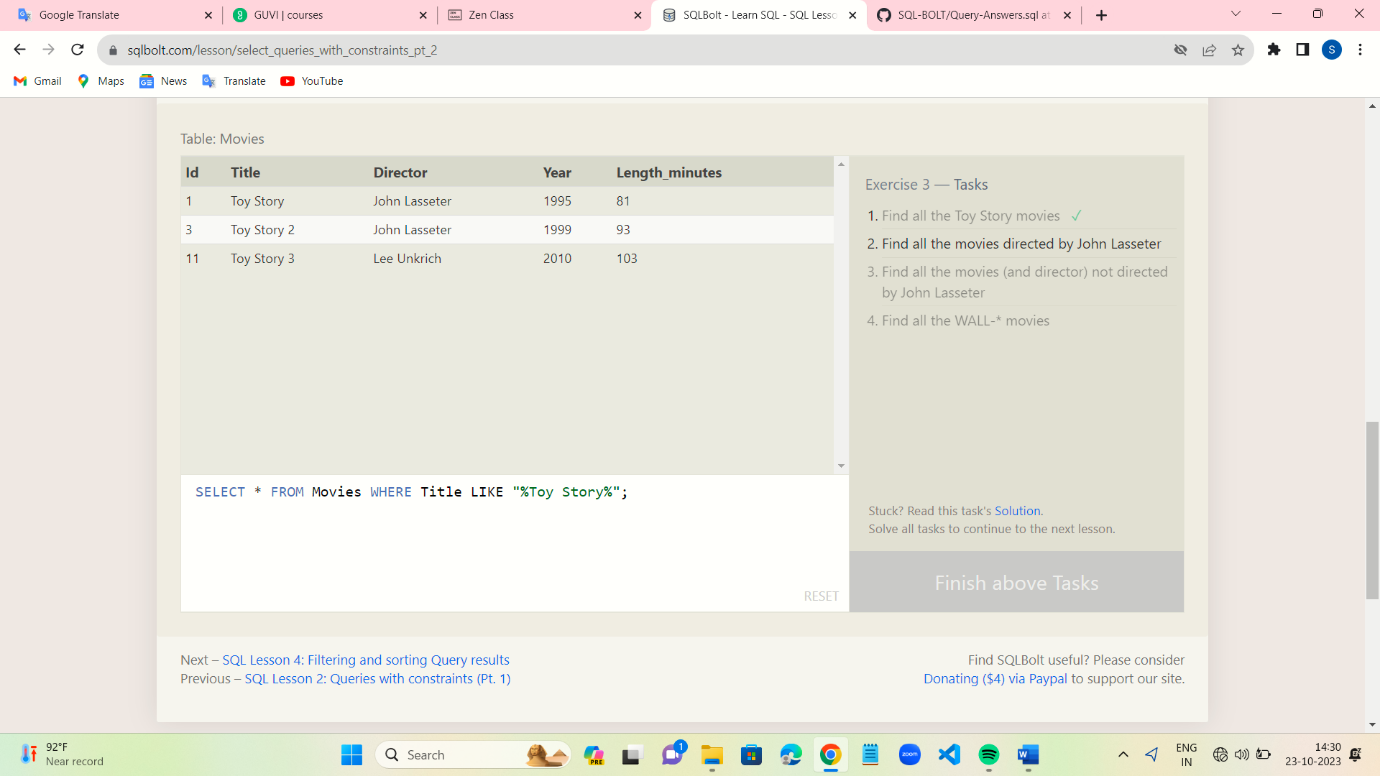 Google Translate
GUVI | courses
Zen Class
SQLBolt - Learn SQL - SQL Lesso
SQL-BOLT/Query-Answers.sql at
sqlbolt.com/lesson/select_queries_with_constraints_pt_2
S
Gmail
Maps
News
Translate
YouTube
Table: Movies
Id Title Director Year Length_minutes
1 Toy Story John Lasseter 1995 81
3 Toy Story 2 John Lasseter 1999 93
11 Toy Story 3 Lee Unkrich 2010 103
SELECT * FROM Movies WHERE Title LIKE "%Toy Story%";
RESET
Exercise 3 — Tasks
1. Find all the Toy Story movies ✓
2. Find all the movies directed by John Lasseter
3. Find all the movies (and director) not directed
by John Lasseter
4. Find all the WALL-* movies
Stuck? Read this task's Solution.
Solve all tasks to continue to the next lesson.
Finish above Tasks
Next – SQL Lesson 4: Filtering and sorting Query results
Previous – SQL Lesson 2: Queries with constraints (Pt. 1)
Find SQLBolt useful? Please consider
Donating ($4) via Paypal to support our site.
92°F
Near record
Search
PRE
1
zoom
W
ENG
IN
14:30
23-10-2023